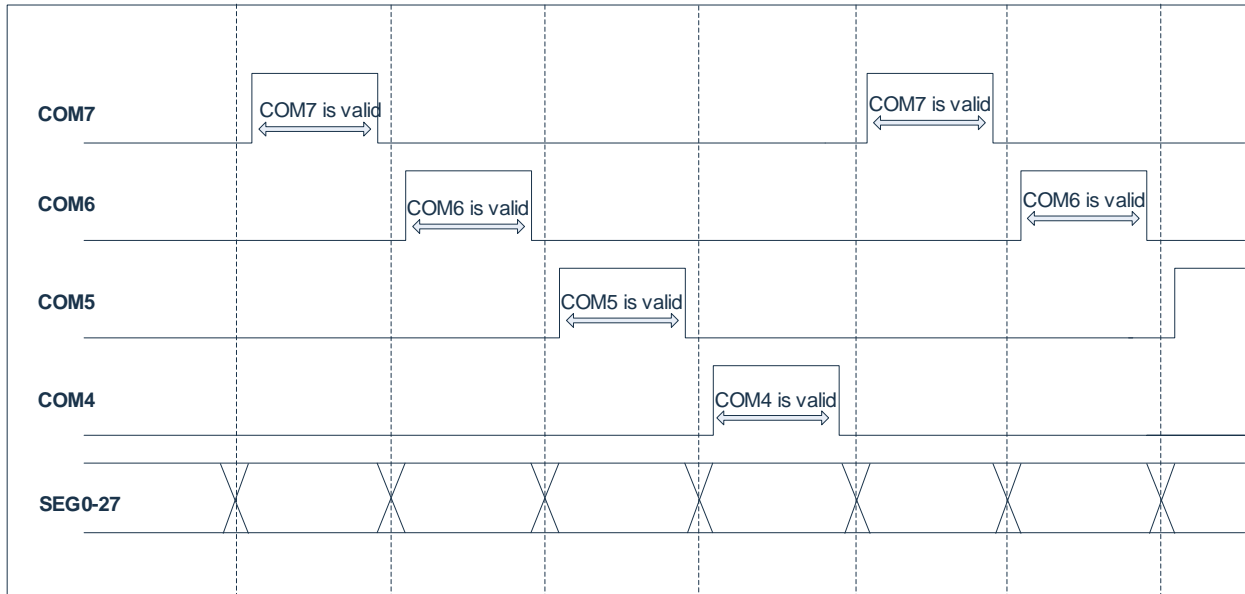 COM7
COM7 is valid
COM7 is valid
COM6
COM6 is valid
COM6 is valid
COM5
COM5 is valid
COM4
COM4 is valid
SEG0-27